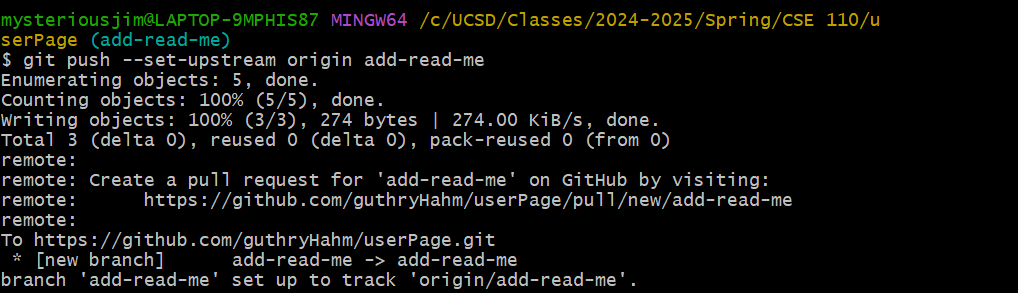 mysteriousjim@LAPTOP-9MPHIS87 MINGW64 /c/UCSD/Classes/2024-2025/Spring/CSE 110/u
serPage (add-read-me)
$ git push --set-upstream origin add-read-me
Enumerating objects: 5, done.
Counting objects: 100% (5/5), done.
Writing objects: 100% (3/3), 274 bytes | 274.00 KiB/s, done.
Total 3 (delta 0), reused 0 (delta 0), pack-reused 0 (from 0)
remote:
remote: Create a pull request for 'add-read-me' on GitHub by visiting:
remote:      https://github.com/guthryHahm/userPage/pull/new/add-read-me
remote:
To https://github.com/guthryHahm/userPage.git
 * [new branch]      add-read-me -> add-read-me
branch 'add-read-me' set up to track 'origin/add-read-me'.